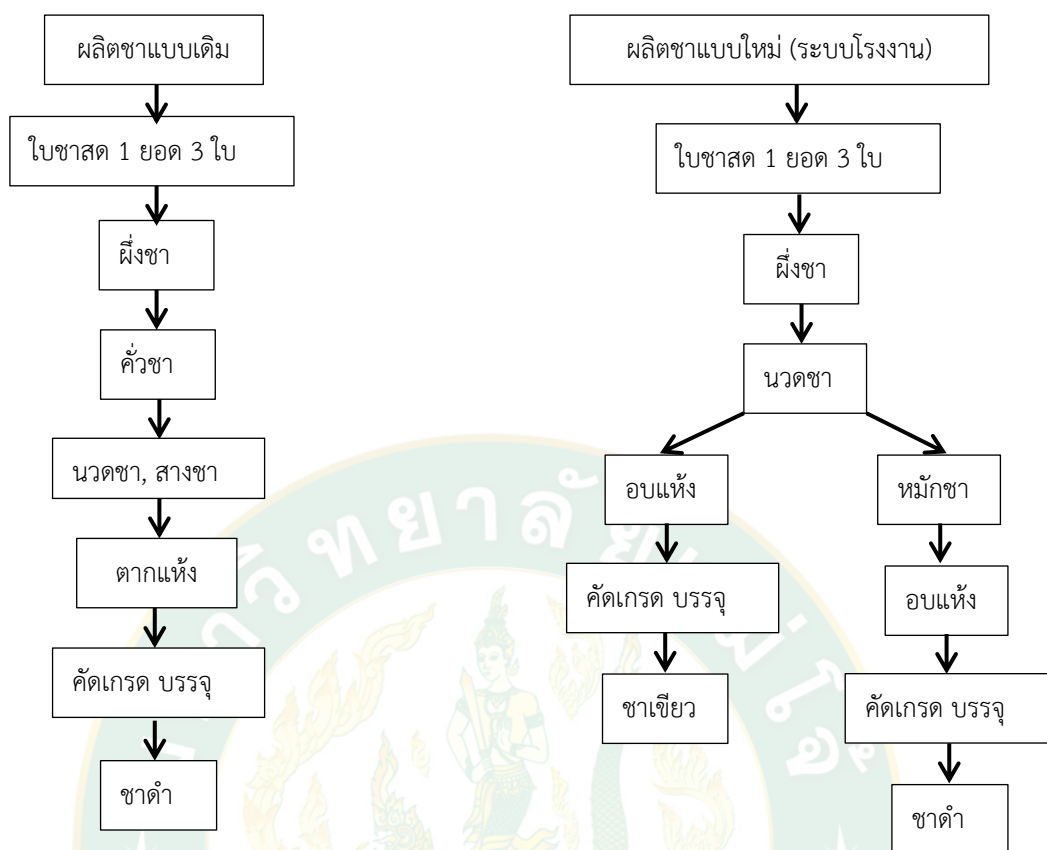 ผลิตชาแบบเดิม
ใบชาสด 1 ยอด 3 ใบ
ผึ่งชา
คั่วชา
นวดชา, สางชา
ตากแห้ง
คัดเกรด บรรจุ
ชาดำ
ผลิตชาแบบใหม่ (ระบบโรงงาน)
ใบชาสด 1 ยอด 3 ใบ
ผึ่งชา
นวดชา
อบแห้ง
คัดเกรด บรรจุ
ชาเขียว
หมักชา
อบแห้ง
คัดเกรด บรรจุ
ชาดำ